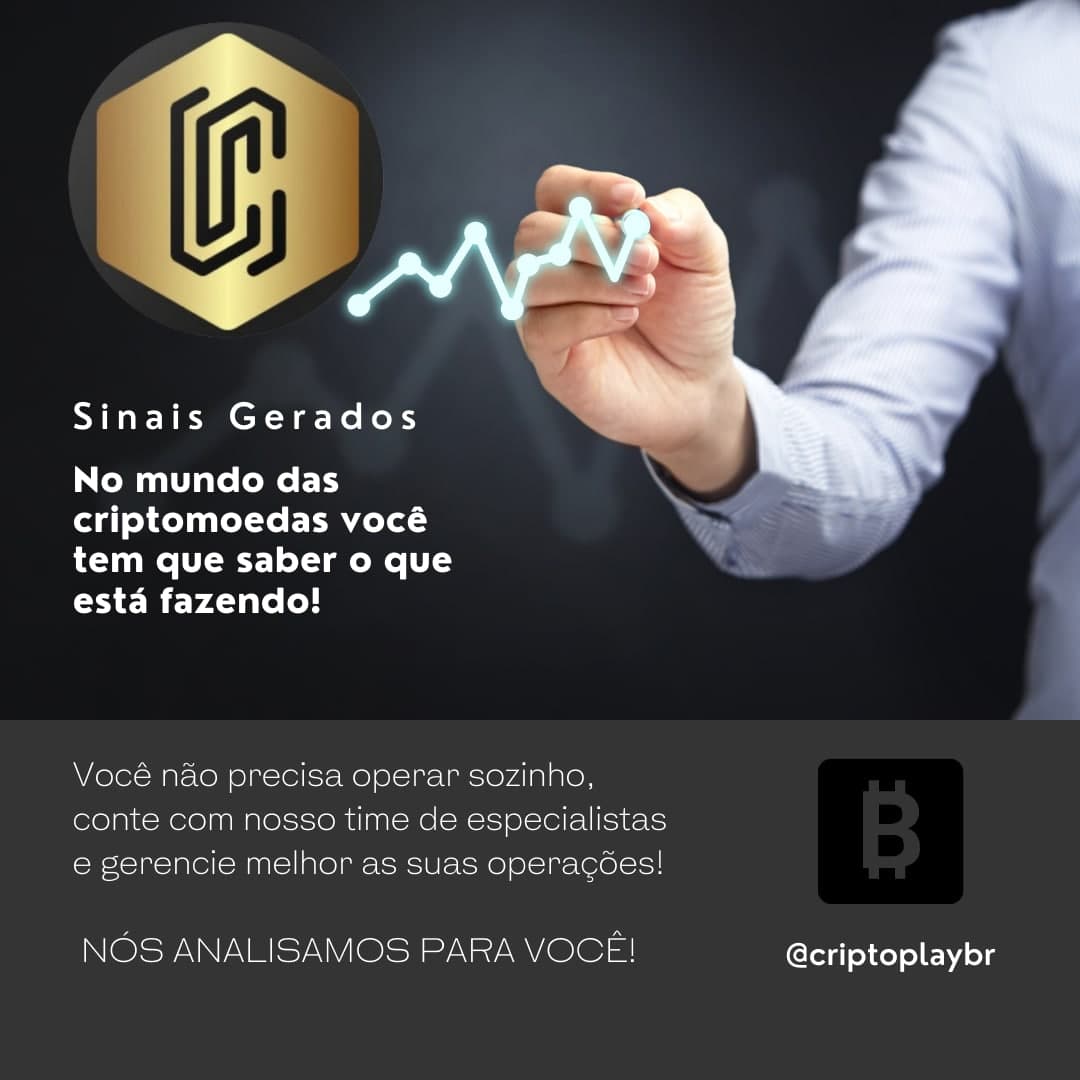 Sinais Gerados
No mundo das
criptomoedas você
tem que saber o que
está fazendo!
Você não precisa operar sozinho,
conte com nosso time de especialistas
e gerencie melhor as suas operações!
NÓS ANALISAMOS PARA VOCÊ!
@criptoplaybr